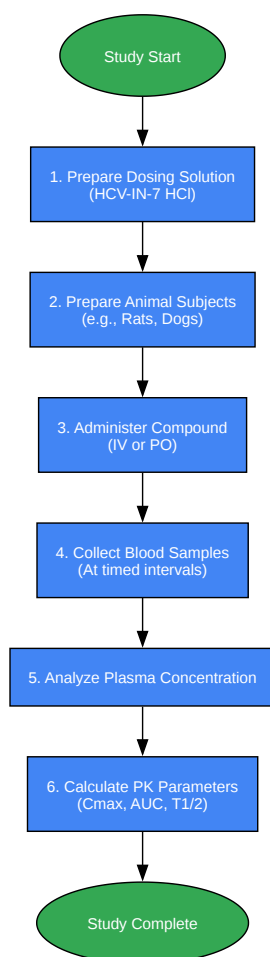 Study Start
1. Prepare Dosing Solution
(HCV-IN-7 HCl)
2. Prepare Animal Subjects
(e.g., Rats, Dogs)
3. Administer Compound
(IV or PO)
4. Collect Blood Samples
(At timed intervals)
5. Analyze Plasma Concentration
6. Calculate PK Parameters
(Cmax, AUC, T1/2)
Study Complete